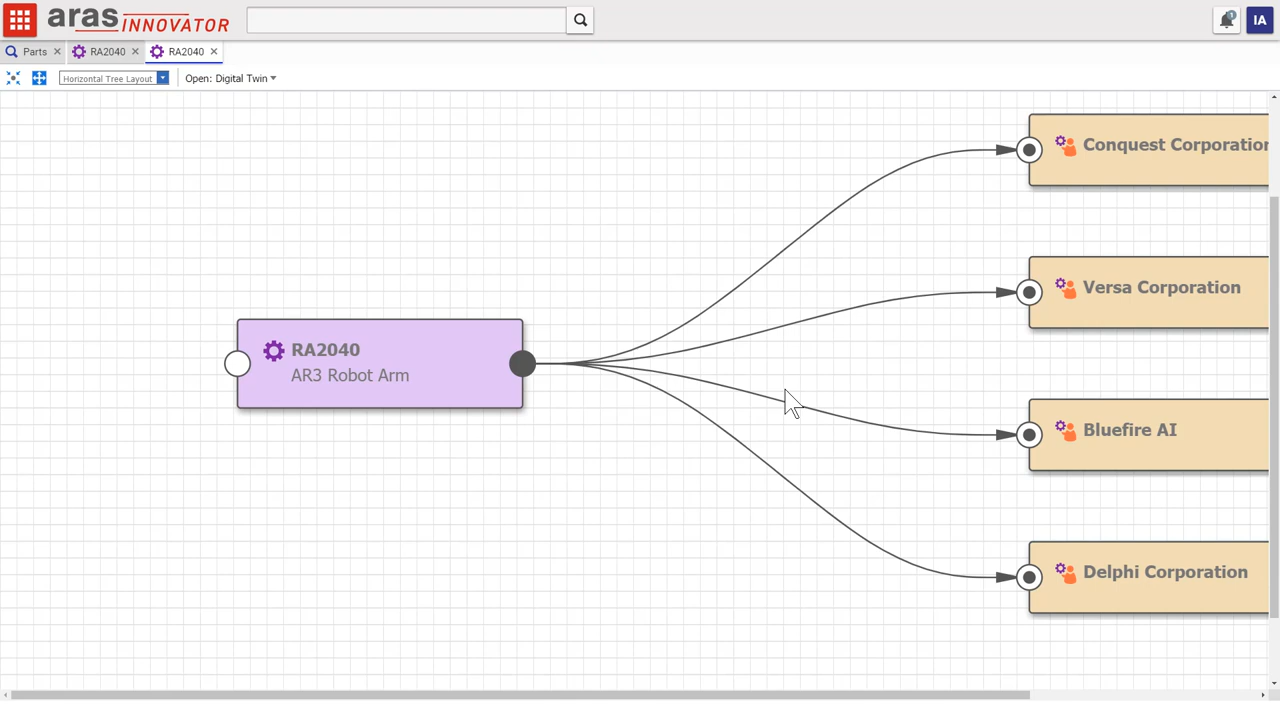 aras INNOVATOR
IA
Parts
RA2040
RA2040
Horizontal Tree Layout
Open: Digital Twin
Conquest Corporation
Versa Corporation
RA2040
AR3 Robot Arm
Bluefire AI
Delphi Corporation